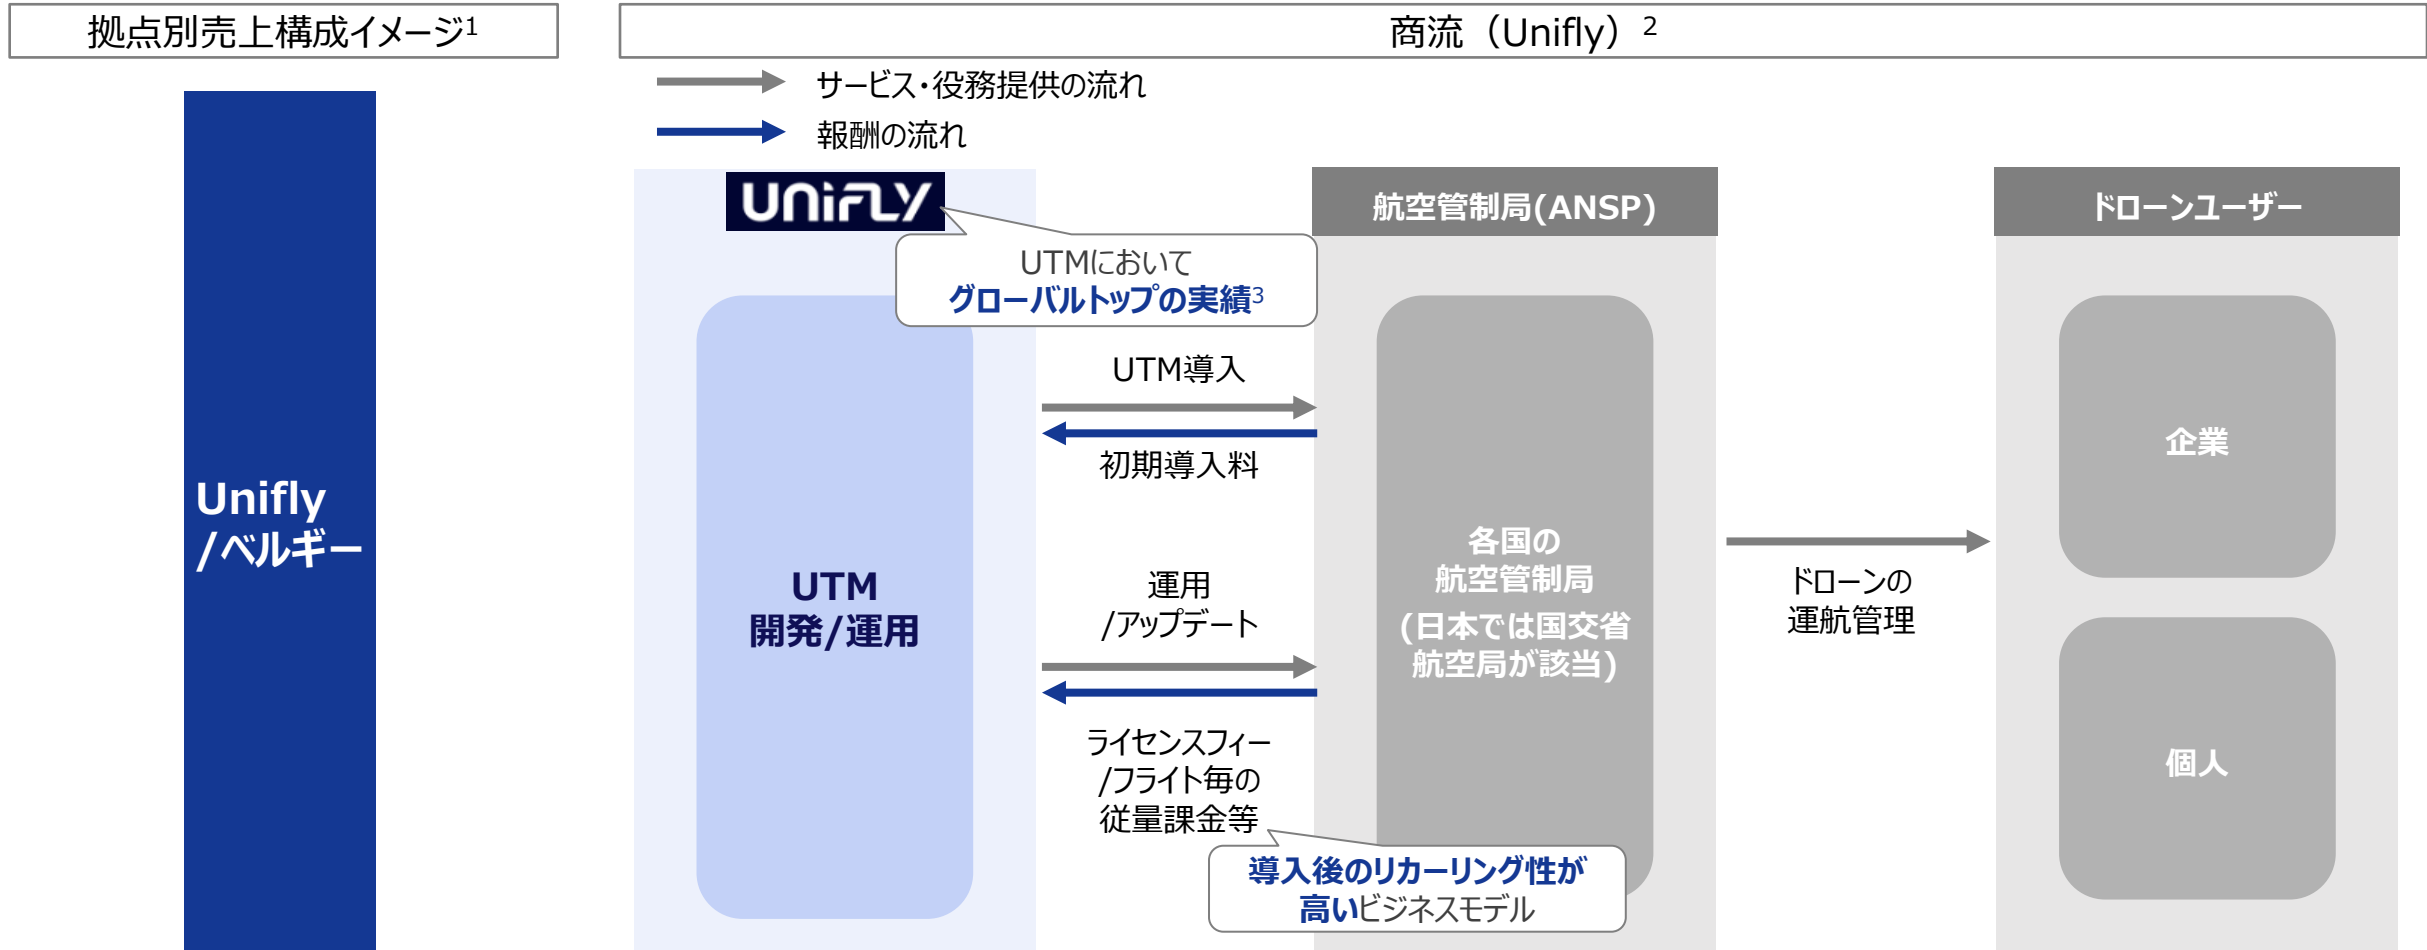 拠点別売上構成イメージ1
商流（Unifly）2
サービス・役務提供の流れ
報酬の流れ
Unifly
/ベルギー
UNIFLY
UTMにおいて
グローバルトップの実績3
UTM
開発/運用
UTM導入
初期導入料
運用
/アップデート
ライセンスフィー
/フライト毎の
従量課金等
導入後のリカーリング性が
高いビジネスモデル
航空管制局(ANSP)
各国の
航空管制局
(日本では国交省
航空局が該当)
ドローンの
運航管理
ドローンユーザー
企業
個人